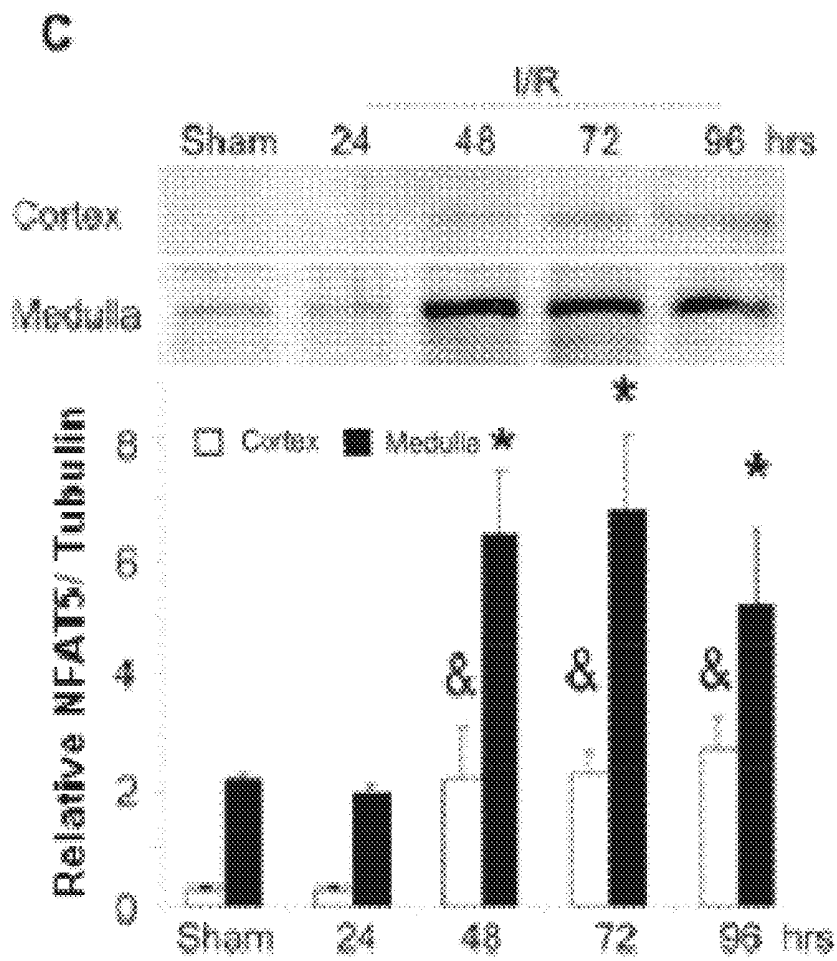 C
I/R
Sham 24 48 72 96 hrs
Cortex
Medulla
Relative NFAT5/ Tubullin
8
6
4
2
0
Cortex Medulla
*
*
*
&
&
&
Sham 24 48 72 96 hrs